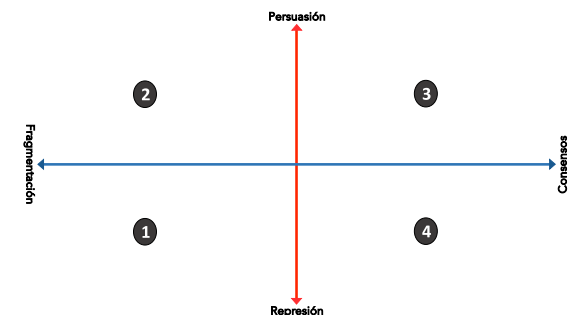 Persuasión
2
3
Fragmentación
Consensos
1
4
Represión